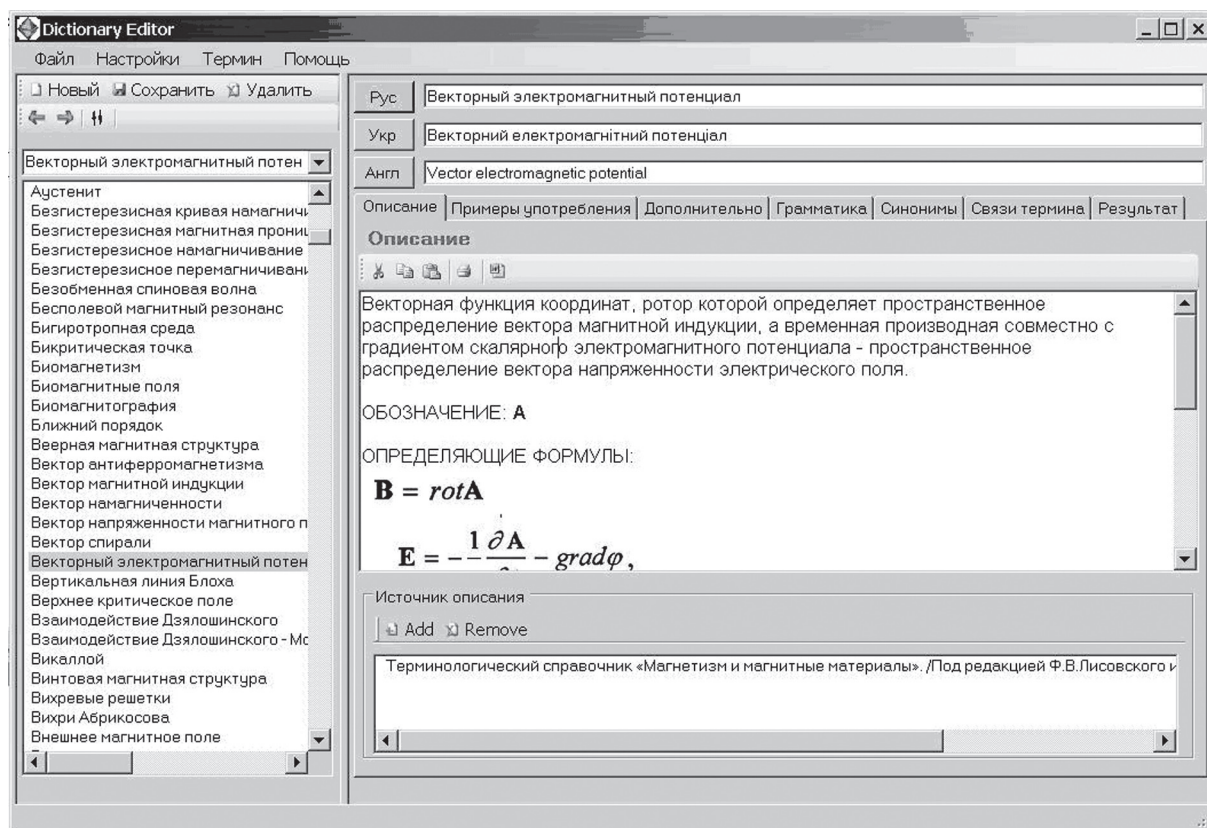 Dictionary Editor
Файл Настройки Термин Помощь
Новый Сохранить Удалить
Векторный электромагнитный потен
Аустенит
Безгистерезисная кривая намагничи
Безгистерезисная магнитная прониц
Безгистерезисное намагничивание
Безгистерезисное перемагничивани
Безобменная спиновая волна
Бесполевой магнитный резонанс
Бигиротропная среда
Бикритическая точка
Биомагнетизм
Биомагнитные поля
Биомагнитография
Ближний порядок
Веерная магнитная структура
Вектор антиферромагнетизма
Вектор магнитной индукции
Вектор намагниченности
Вектор напряженности магнитного п
Вектор спирали
Векторный электромагнитный потен
Вертикальная линия Блоха
Верхнее критическое поле
Взаимодействие Дзялошинского
Взаимодействие Дзялошинского - Мо
Викаллой
Винтовая магнитная структура
Вихревые решетки
Вихри Абрикосова
Внешнее магнитное поле
Рус Векторный электромагнитный потенциал
Укр Векторний електромагнітний потенціал
Англ Vector electromagnetic potential
Описание Примеры употребления Дополнительно Грамматика Синонимы Связи термина Результат
Описание
Векторная функция координат, ротор которой определяет пространственное
распределение вектора магнитной индукции, а временная производная совместно с
градиентом скалярного электромагнитного потенциала - пространственное
распределение вектора напряженности электрического поля.
ОБОЗНАЧЕНИЕ: A
ОПРЕДЕЛЯЮЩИЕ ФОРМУЛЫ:
B = rotA
E = -1 ∂A - gradφ,
Источник описания
Add Remove
Терминологический справочник «Магнетизм и магнитные материалы». /Под редакцией Ф.В.Лисовского и